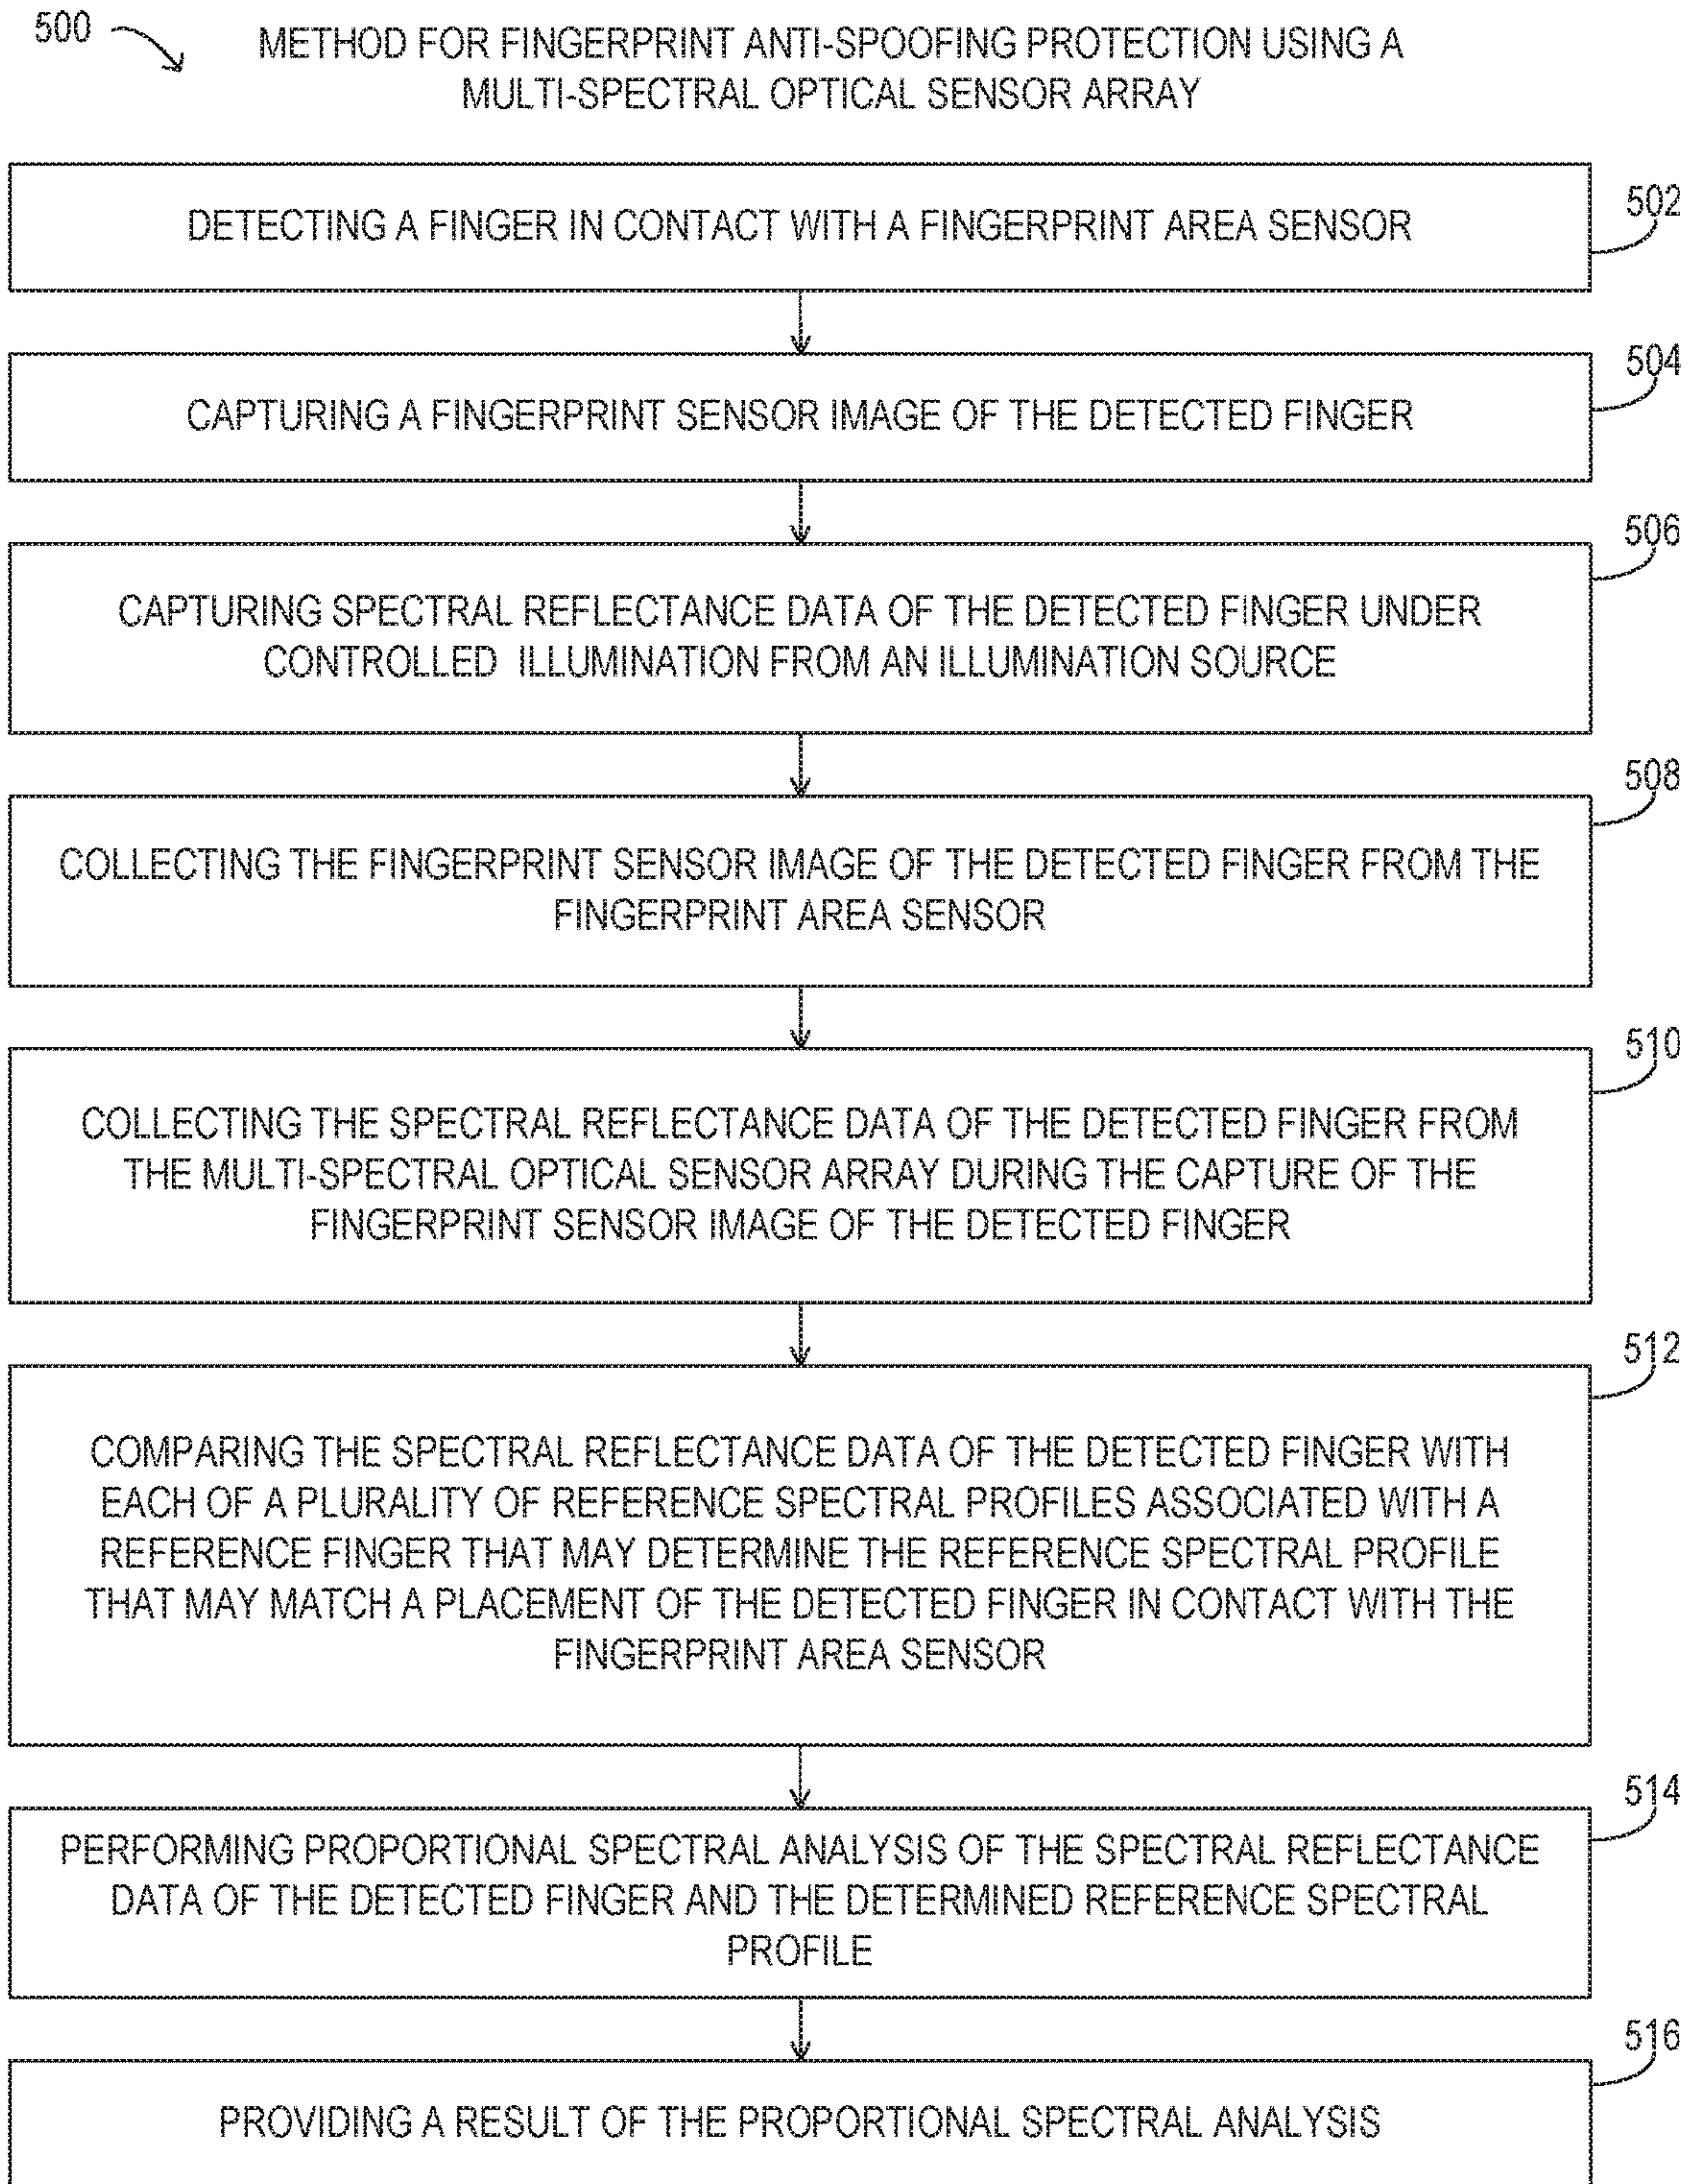 500
METHOD FOR FINGERPRINT ANTI-SPOOFING PROTECTION USING A
MULTI-SPECTRAL OPTICAL SENSOR ARRAY
502
DETECTING A FINGER IN CONTACT WITH A FINGERPRINT AREA SENSOR
504
CAPTURING A FINGERPRINT SENSOR IMAGE OF THE DETECTED FINGER
506
CAPTURING SPECTRAL REFLECTANCE DATA OF THE DETECTED FINGER UNDER
CONTROLLED ILLUMINATION FROM AN ILLUMINATION SOURCE
508
COLLECTING THE FINGERPRINT SENSOR IMAGE OF THE DETECTED FINGER FROM THE
FINGERPRINT AREA SENSOR
510
COLLECTING THE SPECTRAL REFLECTANCE DATA OF THE DETECTED FINGER FROM
THE MULTI-SPECTRAL OPTICAL SENSOR ARRAY DURING THE CAPTURE OF THE
FINGERPRINT SENSOR IMAGE OF THE DETECTED FINGER
512
COMPARING THE SPECTRAL REFLECTANCE DATA OF THE DETECTED FINGER WITH
EACH OF A PLURALITY OF REFERENCE SPECTRAL PROFILES ASSOCIATED WITH A
REFERENCE FINGER THAT MAY DETERMINE THE REFERENCE SPECTRAL PROFILE
THAT MAY MATCH A PLACEMENT OF THE DETECTED FINGER IN CONTACT WITH THE
FINGERPRINT AREA SENSOR
514
PERFORMING PROPORTIONAL SPECTRAL ANALYSIS OF THE SPECTRAL REFLECTANCE
DATA OF THE DETECTED FINGER AND THE DETERMINED REFERENCE SPECTRAL
PROFILE
516
PROVIDING A RESULT OF THE PROPORTIONAL SPECTRAL ANALYSIS